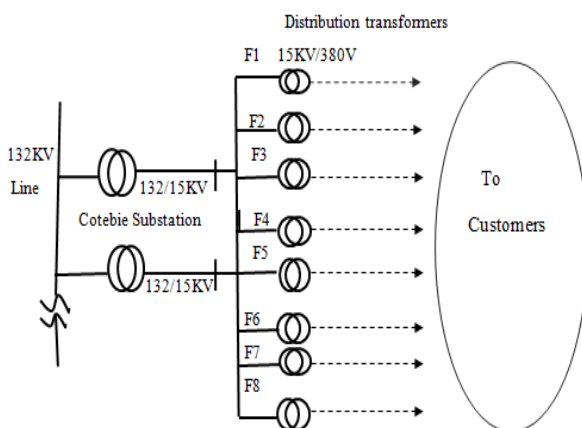 Distribution transformers
F1 15KV/380V
F2
132KV
F3
Line
132/15KV
To
Cotebie Substation
F4
Customers
F5
132/15KV
F6
F7
F8